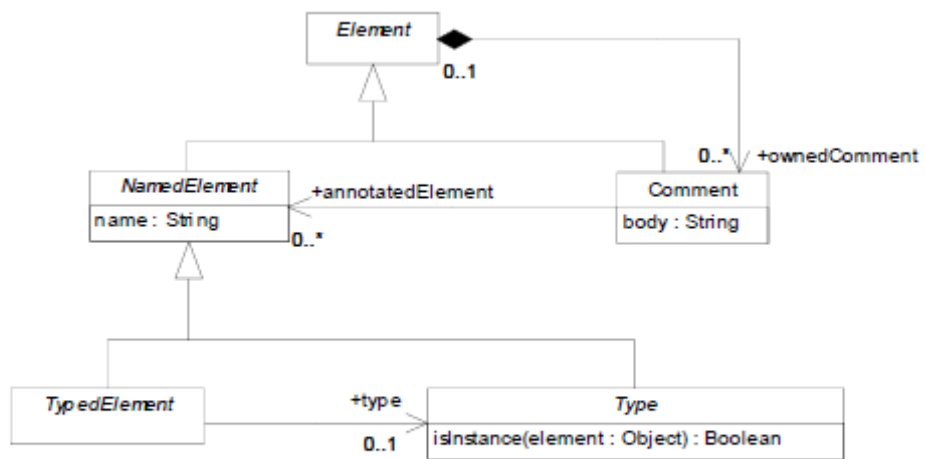 Element
0..1
0..*
+ownedComment
NamedElement
+annotatedElement
Comment
name : String
0..*
body : String
TypedElement
+type
Type
0..1
isInstance(element : Object) : Boolean